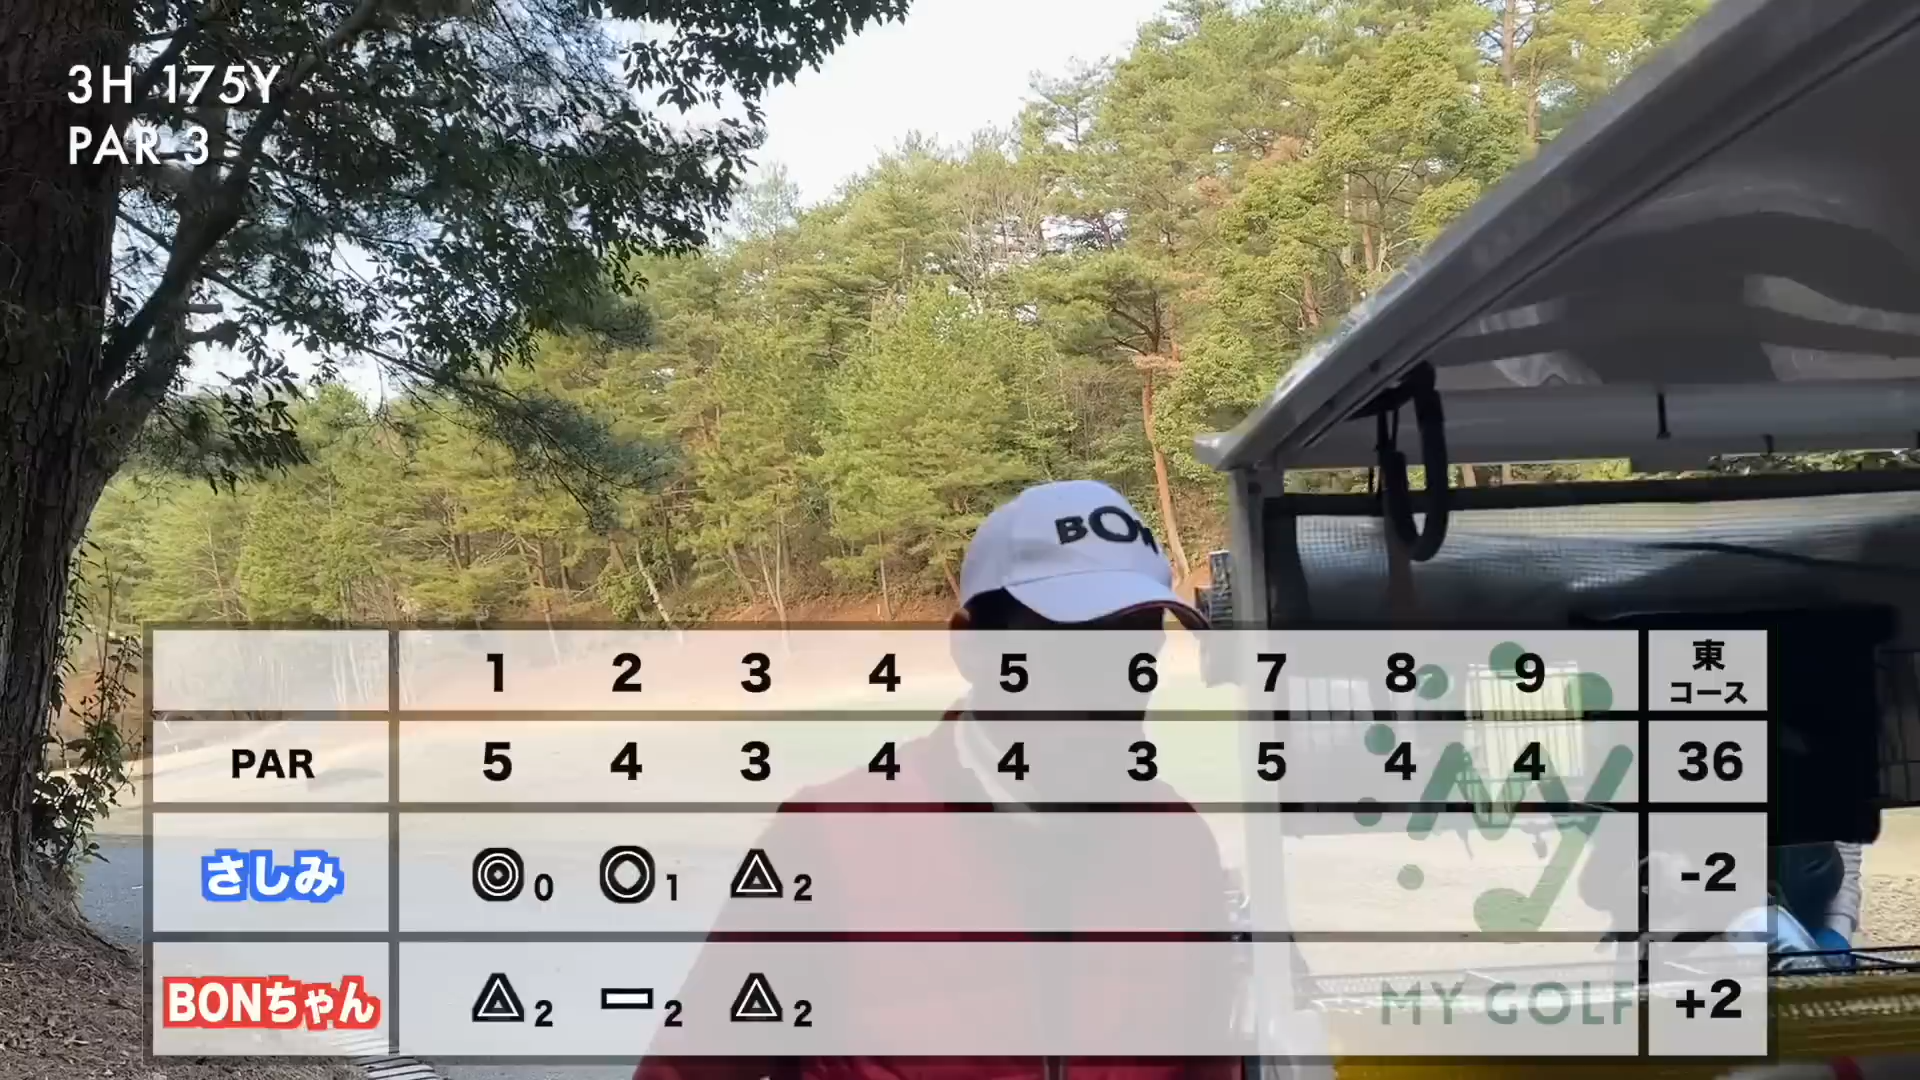 3H 175Y
PAR 3
BON
1 2 3 4 5 6 7 8 9 東コース
PAR 5 4 3 4 4 3 5 4 4 36
さしみ ◎0 ○1 △2 -2
BONちゃん △2 ▭2 △2 +2
MY
MY GOLF